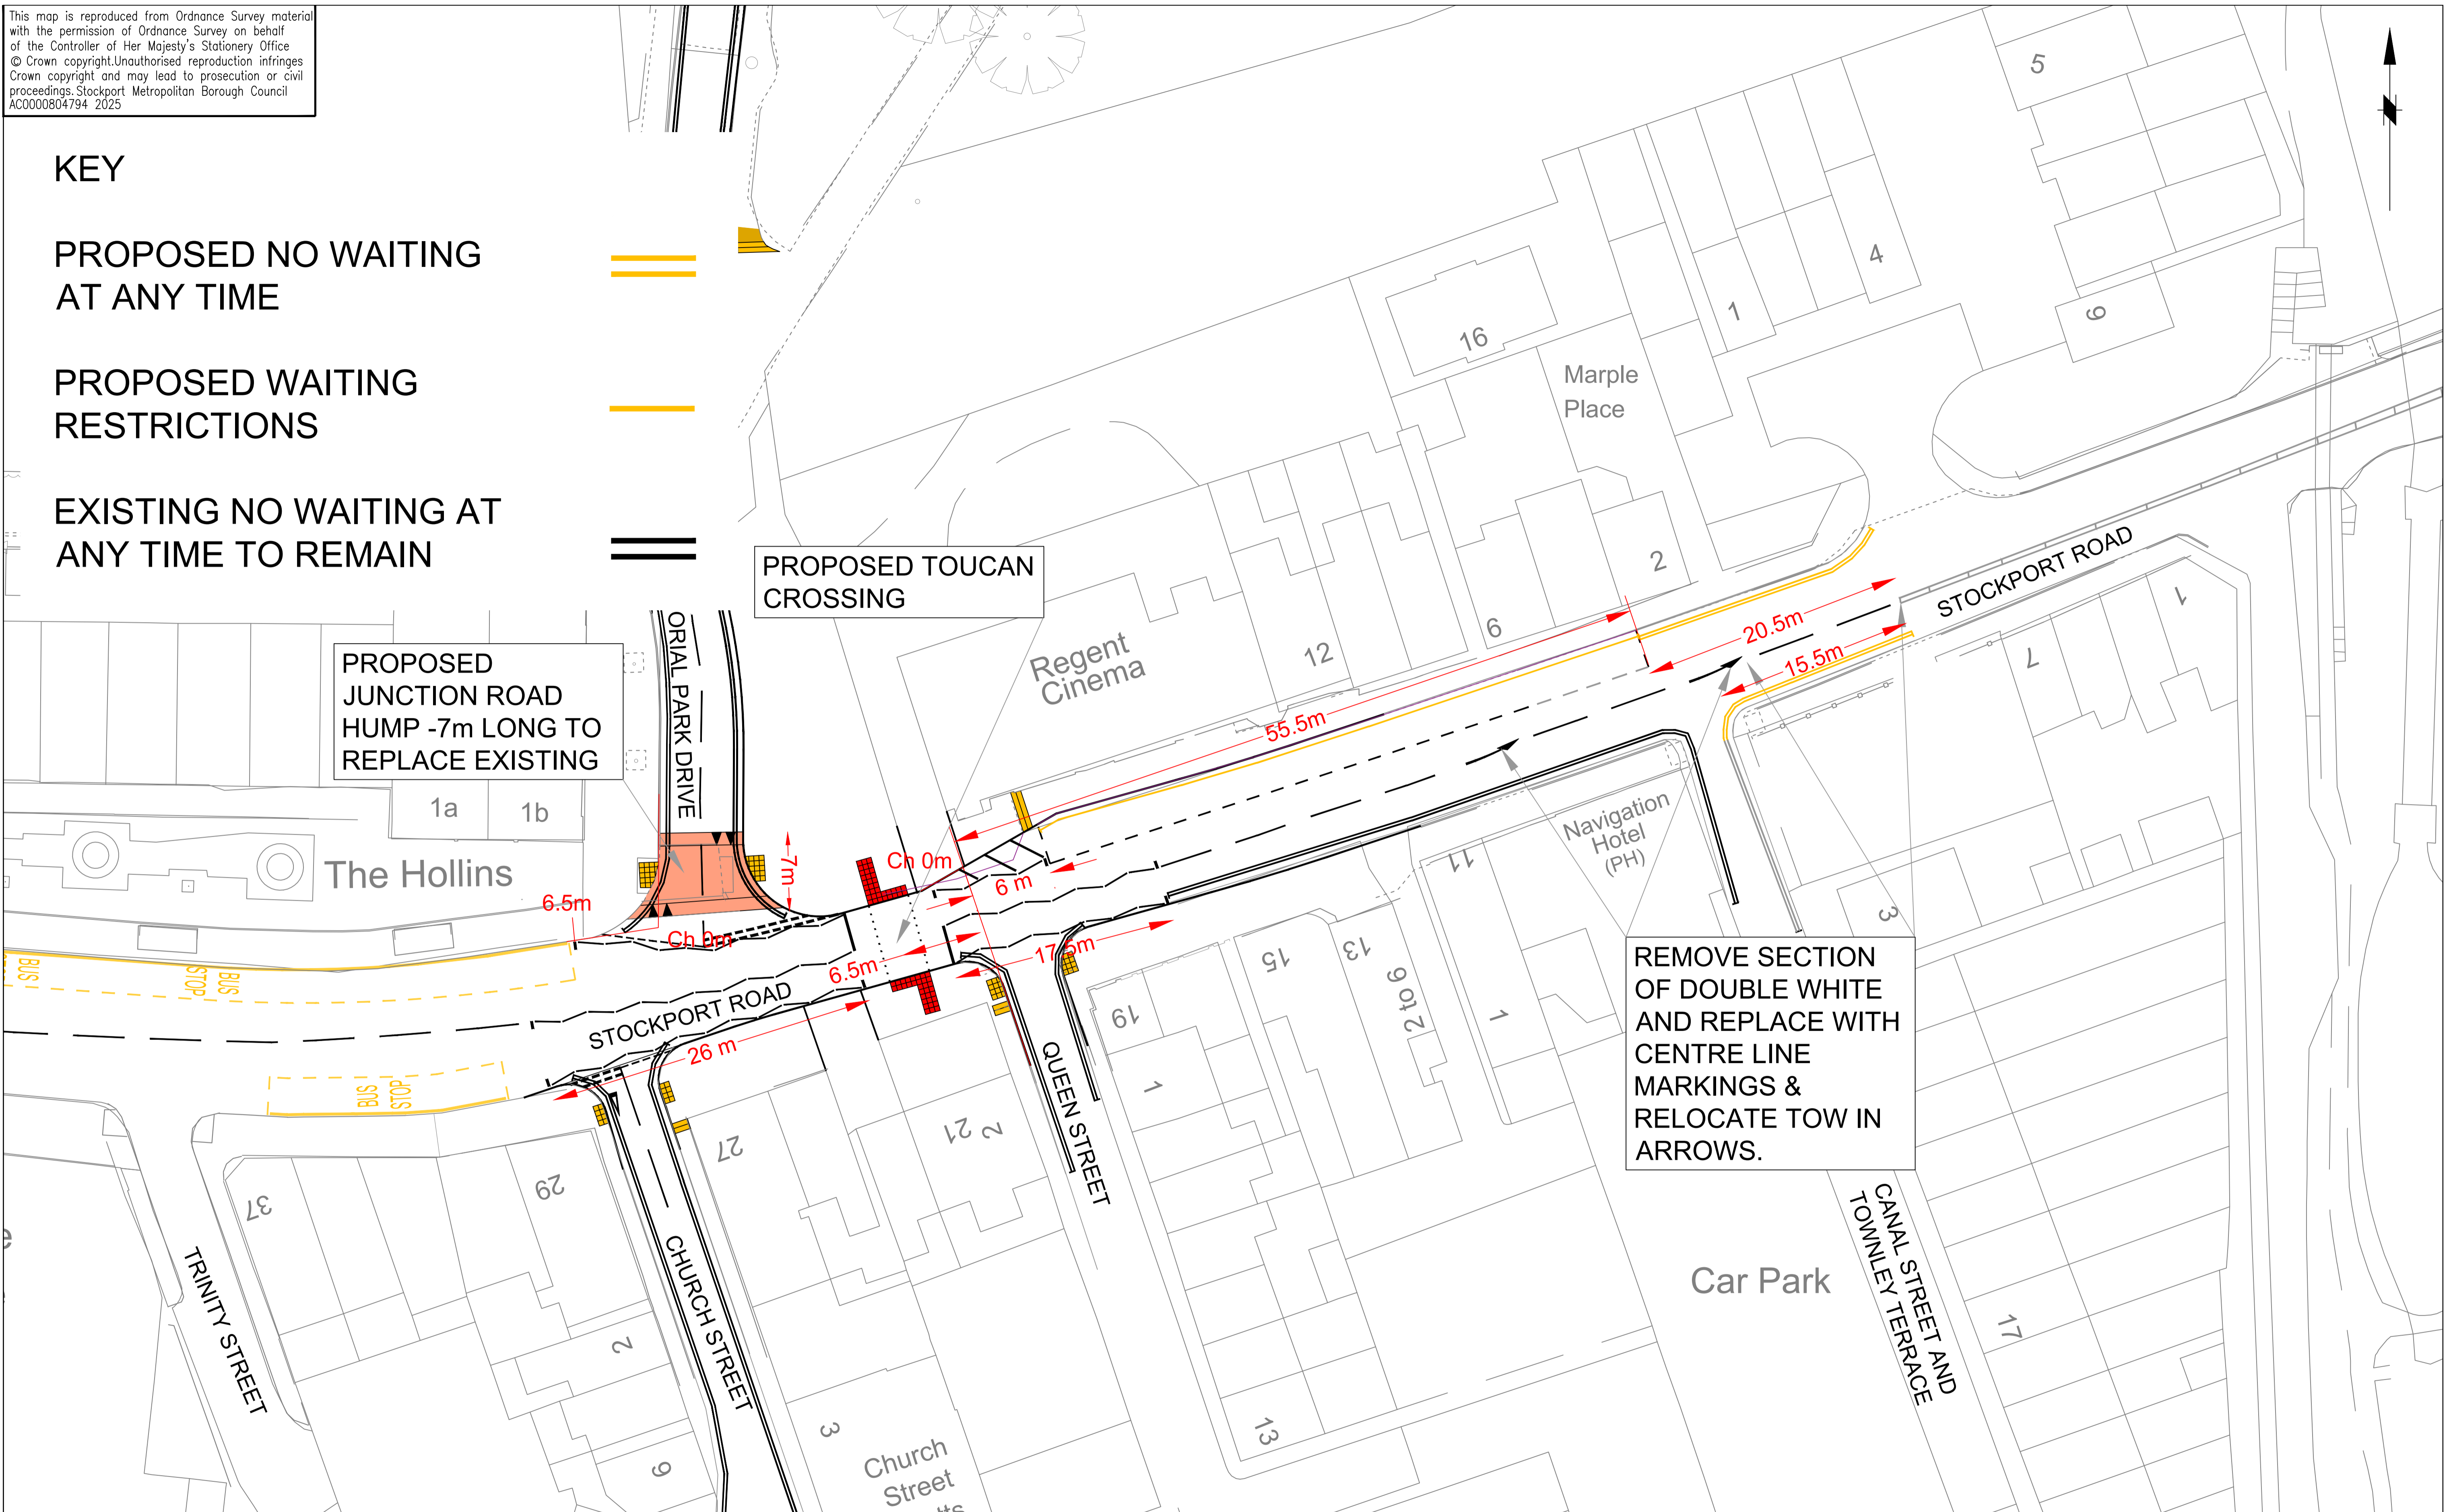 This map is reproduced from Ordnance Survey material
with the permission of Ordnance Survey on behalf
of the Controller of Her Majesty's Stationery Office
© Crown copyright.Unauthorised reproduction infringes
Crown copyright and may lead to prosecution or civil
proceedings. Stockport Metropolitan Borough Council
AC0000804794 2025
KEY
PROPOSED NO WAITING
AT ANY TIME
PROPOSED WAITING
RESTRICTIONS
EXISTING NO WAITING AT
ANY TIME TO REMAIN
PROPOSED TOUCAN
CROSSING
PROPOSED
JUNCTION ROAD
HUMP -7m LONG TO
REPLACE EXISTING
ORIAL PARK DRIVE
5
4
1
9
16
Marple
Place
2
6
12
Regent
Cinema
STOCKPORT ROAD
20.5m
15.5m
55.5m
1
7
1a
1b
The Hollins
7m
Ch 0m
6 m
6.5m
Ch 0m
6.5m
17.5m
26 m
STOCKPORT ROAD
BUS
STOP
BUS
BUS
STOP
Navigation
Hotel
(PH)
11
3
REMOVE SECTION
OF DOUBLE WHITE
AND REPLACE WITH
CENTRE LINE
MARKINGS &
RELOCATE TOW IN
ARROWS.
15
13
2 to 6
1
19
1
QUEEN STREET
2
21
27
29
37
TRINITY STREET
CHURCH STREET
2
9
3
Church
Street
13
Car Park
CANAL STREET AND
TOWNLEY TERRACE
17